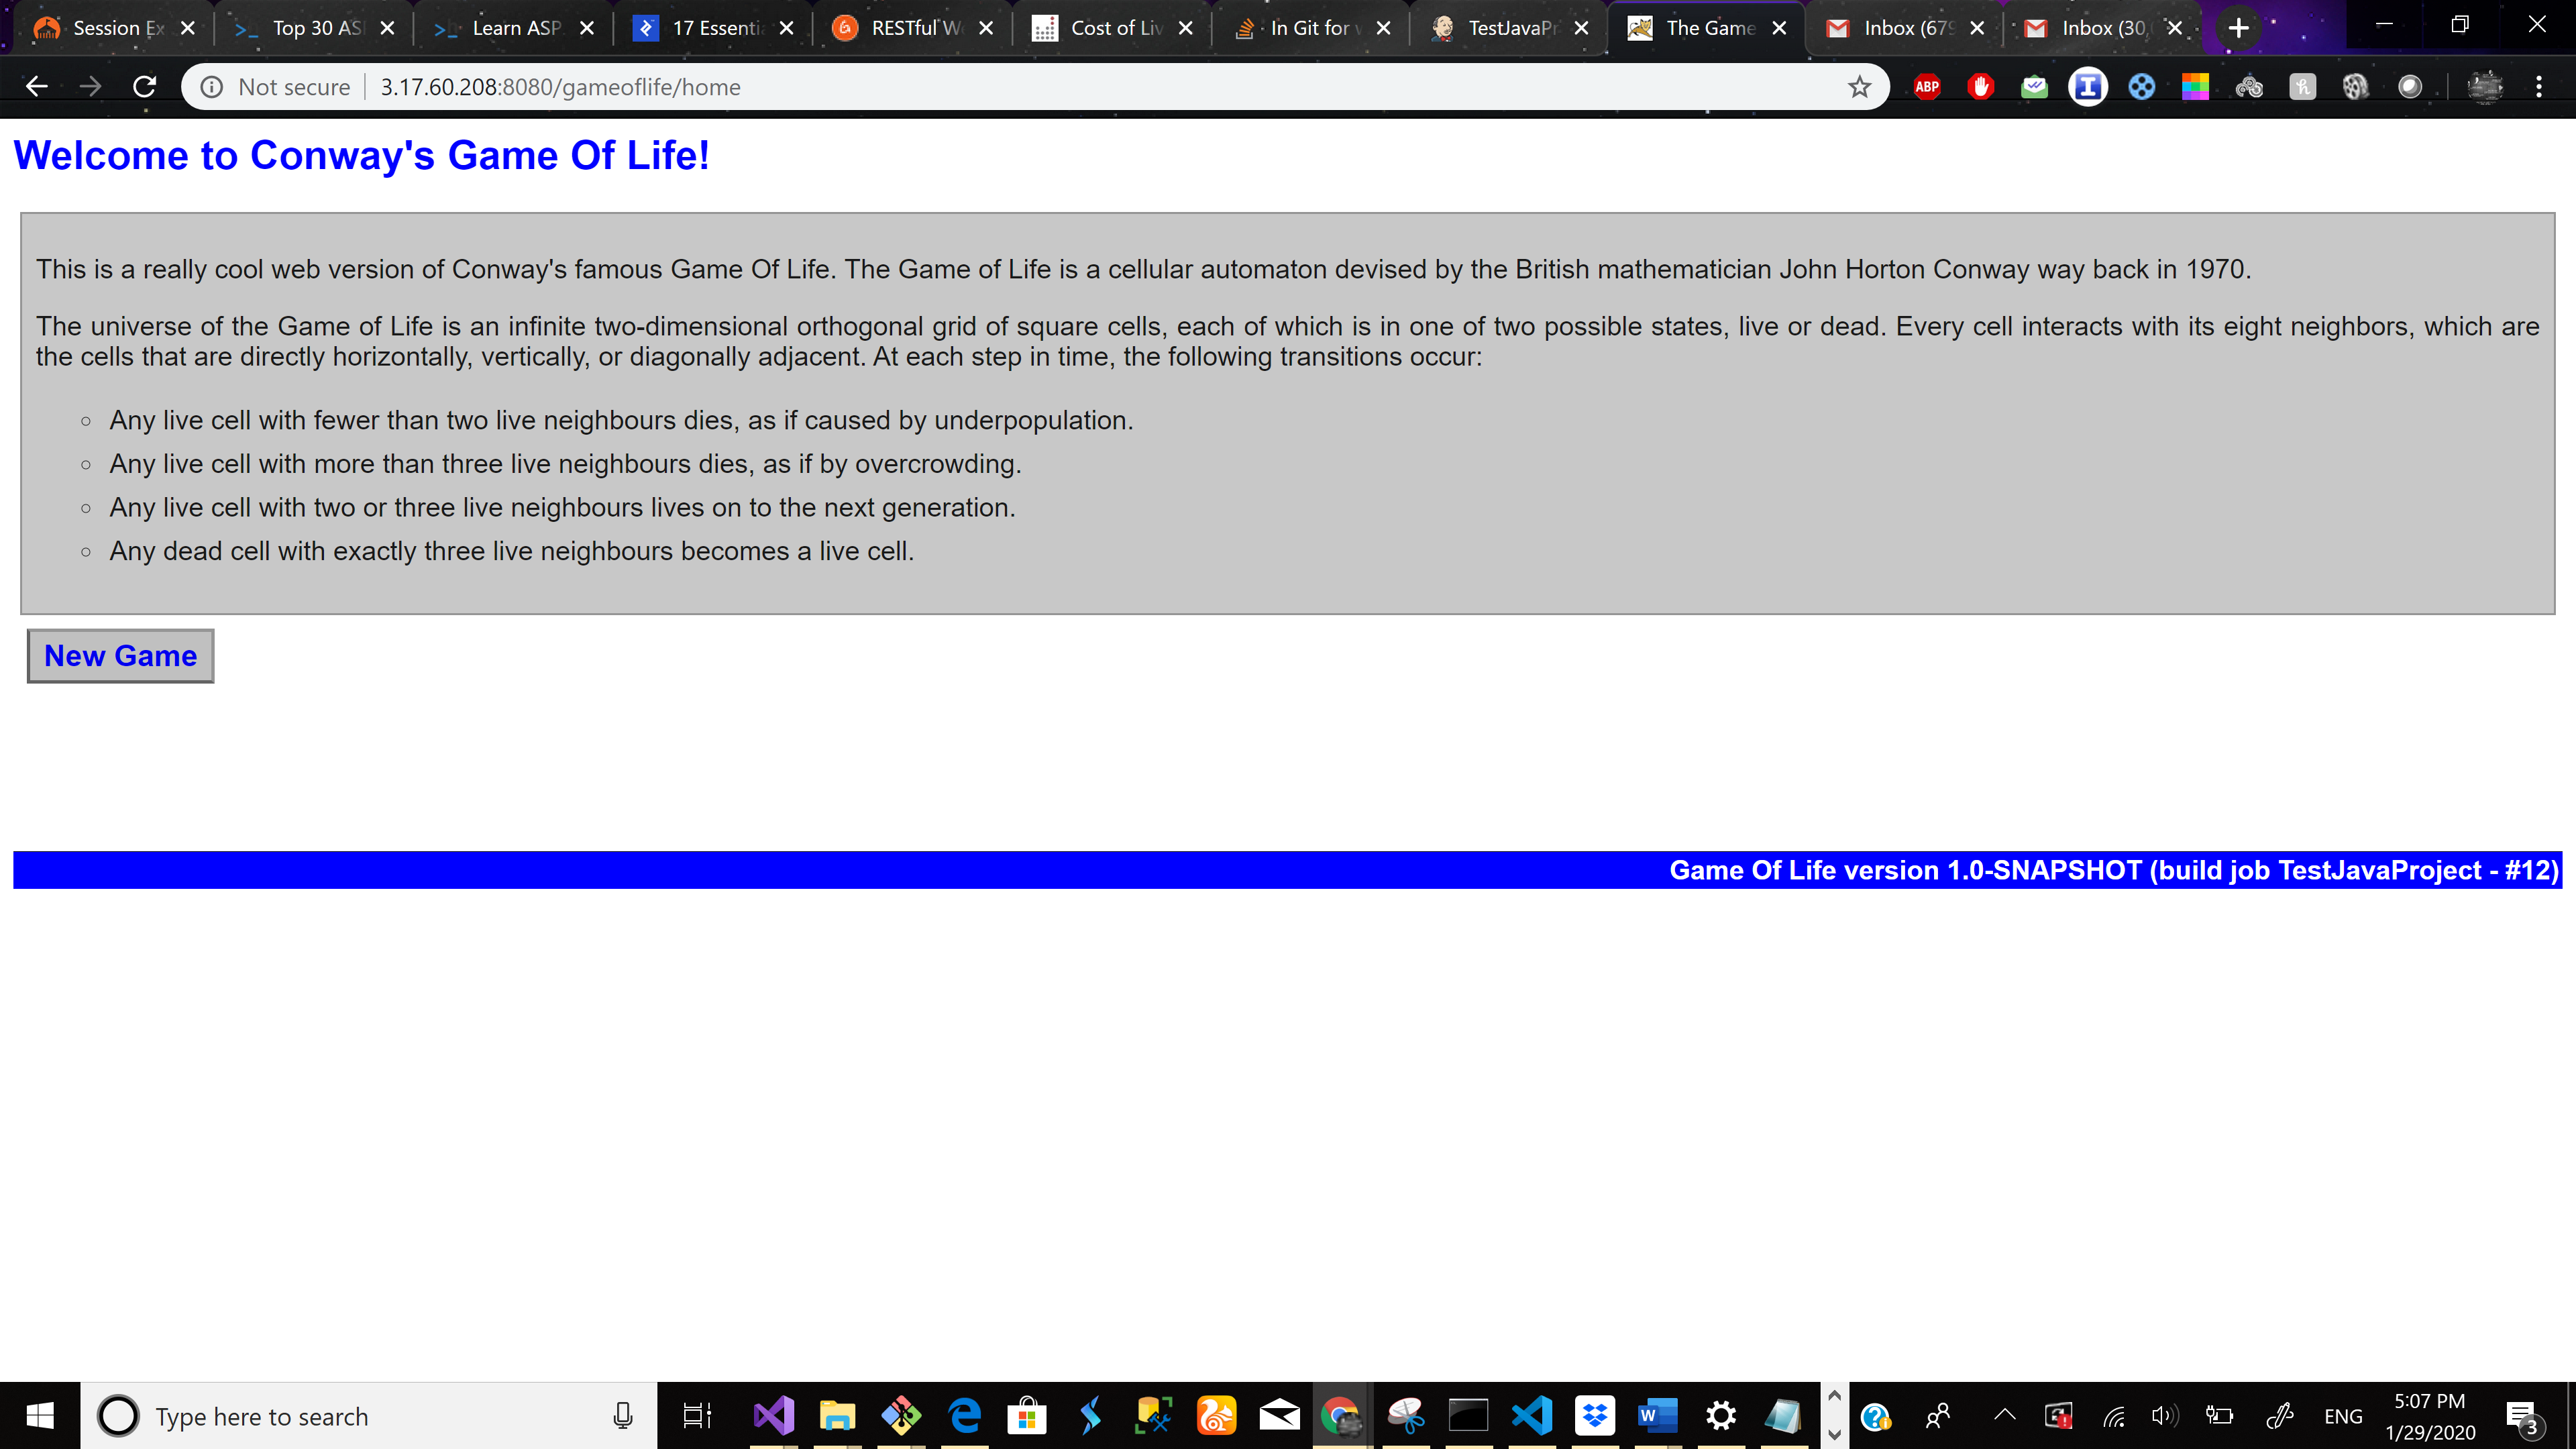 Session Ex
Top 30 AS
Learn ASP
17 Essenti
RESTful W
Cost of Liv
In Git for
TestJavaPr
The Game
Inbox (679
Inbox (30,
Not secure
3.17.60.208:8080/gameoflife/home
ABP
Welcome to Conway's Game Of Life!
This is a really cool web version of Conway's famous Game Of Life. The Game of Life is a cellular automaton devised by the British mathematician John Horton Conway way back in 1970.
The universe of the Game of Life is an infinite two-dimensional orthogonal grid of square cells, each of which is in one of two possible states, live or dead. Every cell interacts with its eight neighbors, which are
the cells that are directly horizontally, vertically, or diagonally adjacent. At each step in time, the following transitions occur:
Any live cell with fewer than two live neighbours dies, as if caused by underpopulation.
Any live cell with more than three live neighbours dies, as if by overcrowding.
Any live cell with two or three live neighbours lives on to the next generation.
Any dead cell with exactly three live neighbours becomes a live cell.
New Game
Game Of Life version 1.0-SNAPSHOT (build job TestJavaProject - #12)
Type here to search
ENG
5:07 PM
1/29/2020
3